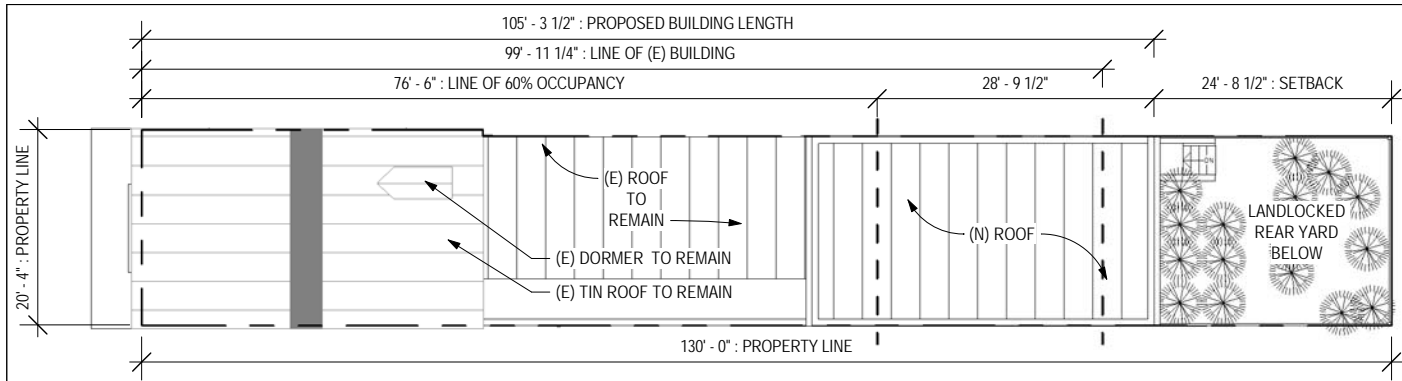 105' - 3 1/2" : PROPOSED BUILDING LENGTH
99' - 11 1/4" : LINE OF (E) BUILDING
76' - 6" : LINE OF 60% OCCUPANCY
28' - 9 1/2"
24' - 8 1/2" : SETBACK
20' - 4" : PROPERTY LINE
(E) ROOF
TO
REMAIN
(E) DORMER TO REMAIN
(E) TIN ROOF TO REMAIN
(N) ROOF
DN
LANDLOCKED
REAR YARD
BELOW
130' - 0" : PROPERTY LINE